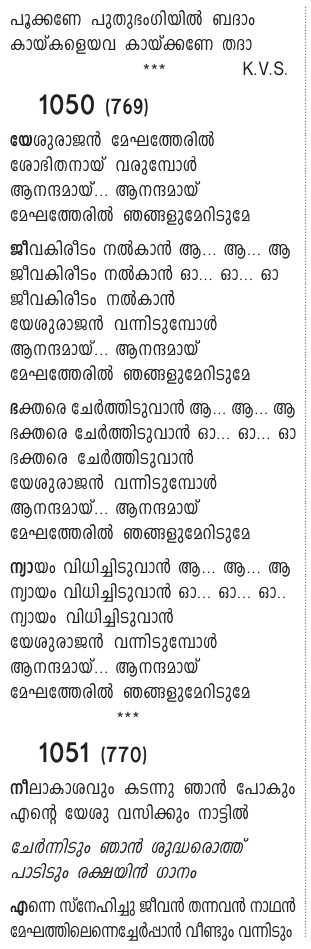 പൂക്കണേ പുതുഭംഗിയിൽ ബദാം
കായ്കളെയവ കായ്ക്കണേ തദാ
*** K.V.S.
1050 (769)
യേശുരാജൻ മേഘത്തേരിൽ
ശോഭിതനായ് വരുമ്പോൾ
ആനന്ദമായ്... ആനന്ദമായ്
മേഘത്തേരിൽ ഞങ്ങളുമേറിടുമേ
ജീവകിരീടം നൽകാൻ ആ... ആ... ആ
ജീവകിരീടം നൽകാൻ ഓ... ഓ... ഓ
ജീവകിരീടം നൽകാൻ
യേശുരാജൻ വന്നിടുമ്പോൾ
ആനന്ദമായ്... ആനന്ദമായ്
മേഘത്തേരിൽ ഞങ്ങളുമേറിടുമേ
ഭക്തരെ ചേർത്തിടുവാൻ ആ... ആ... ആ
ഭക്തരെ ചേർത്തിടുവാൻ ഓ... ഓ... ഓ
ഭക്തരെ ചേർത്തിടുവാൻ
യേശുരാജൻ വന്നിടുമ്പോൾ
ആനന്ദമായ്... ആനന്ദമായ്
മേഘത്തേരിൽ ഞങ്ങളുമേറിടുമേ
ന്യായം വിധിച്ചിടുവാൻ ആ... ആ... ആ
ന്യായം വിധിച്ചിടുവാൻ ഓ... ഓ... ഓ..
ന്യായം വിധിച്ചിടുവാൻ
യേശുരാജൻ വന്നിടുമ്പോൾ
ആനന്ദമായ്... ആനന്ദമായ്
മേഘത്തേരിൽ ഞങ്ങളുമേറിടുമേ
***
1051 (770)
നീലാകാശവും കടന്നു ഞാൻ പോകും
എന്റെ യേശു വസിക്കും നാട്ടിൽ
ചേർന്നിടും ഞാൻ ശുദ്ധരൊത്ത്
പാടിടും രക്ഷയിൻ ഗാനം
എന്നെ സ്നേഹിച്ചു ജീവൻ തന്നവൻ നാഥൻ
മേഘത്തിലെന്നെച്ചേർപ്പാൻ വീണ്ടും വന്നിടും